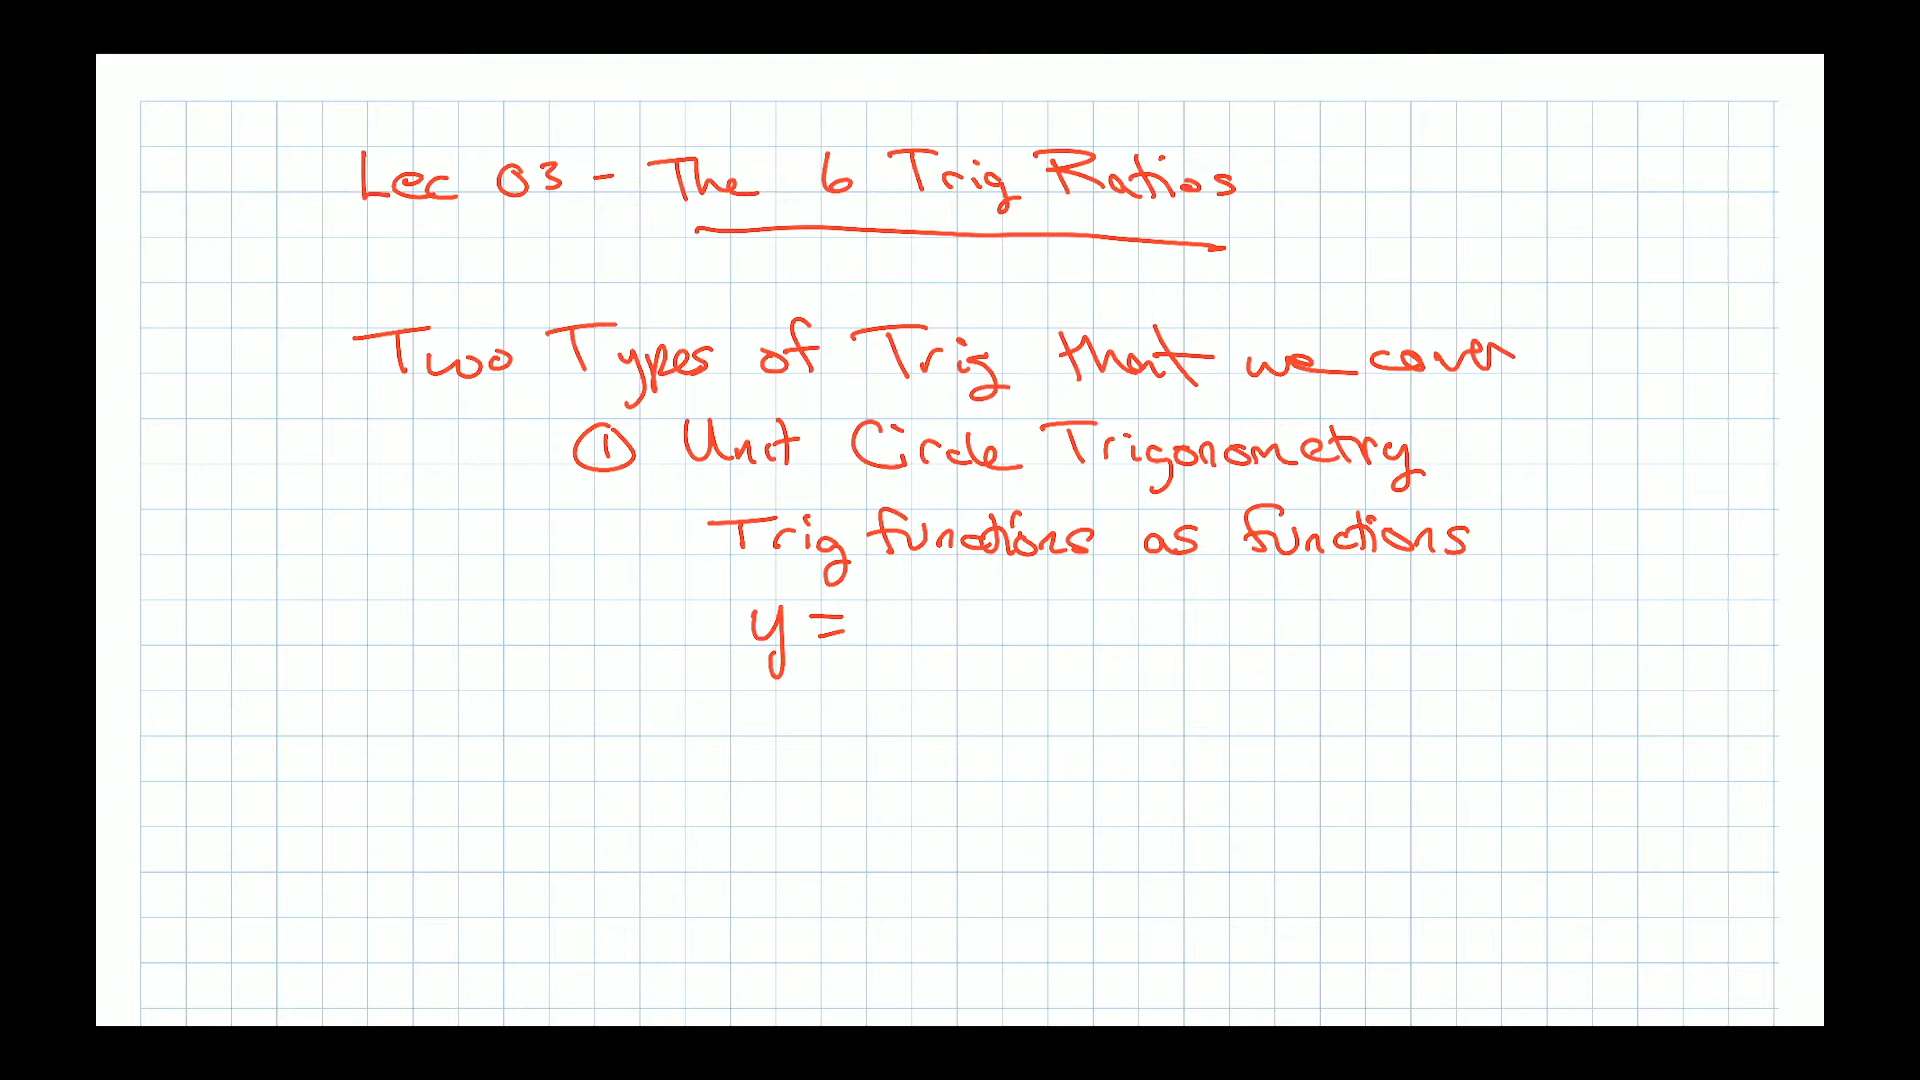 Lec 03 - The 6 Trig Ratios
Two Types of Trig that we cover
① Unit Circle Trigonometry
Trig functions as functions
y =